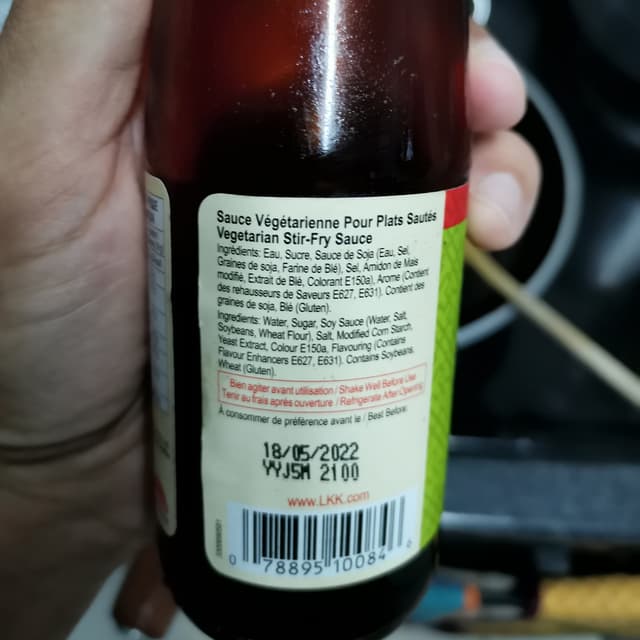 Sauce Végétarienne Pour Plats Sautés
Vegetarian Stir-Fry Sauce
Ingrédients: Eau, Sucre, Sauce de Soja (Eau, Sel,
Graines de soja, Farine de Blé), Sel, Amidon de Maïs
modifié, Extrait de Blé, Colorant E150a), Arome (Contient
des rehausseurs de Saveurs E627, E631). Contient des
graines de soja, Blé (Gluten).
Ingredients: Water, Sugar, Soy Sauce (Water, Salt,
Soybeans, Wheat Flour), Salt, Modified Corn Starch,
Yeast Extract, Colour E150a, Flavouring (Contains
Flavour Enhancers E627, E631). Contains Soybeans,
Wheat (Gluten).
Bien agiter avant utilisation / Shake Well Before Use
Tenir au frais après ouverture / Refrigerate After Opening
À consommer de préférence avant le / Best Before:
18/05/2022
YYJ5M 2100
www.LKK.com
0 78895 10084 6